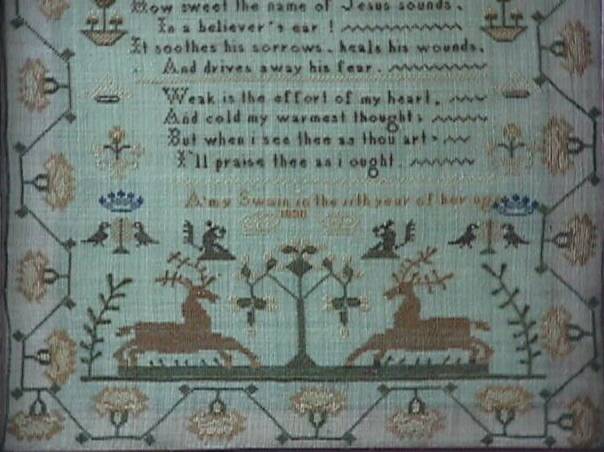 How sweet the name of Jesus sounds,
In a believer's ear!
It soothes his sorrows, heals his wounds,
And drives away his fear.
Weak is the effort of my heart,
And cold my warmest thought;
But when i see thee as thou art
I'll praise thee as i ought.
Amy Swain in the 11th year of her age